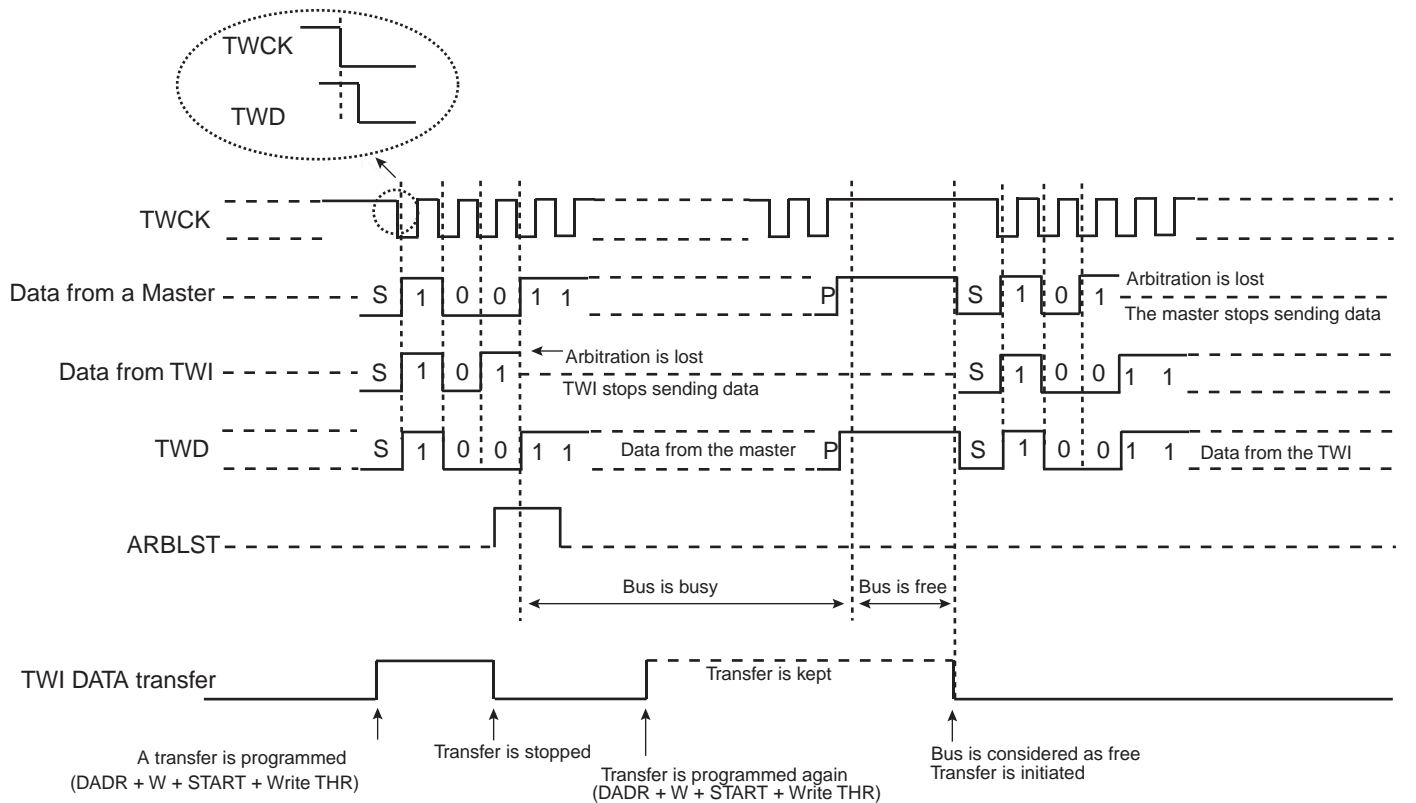 TWCK
TWD
TWCK
Data from a Master S 1 0 0 1 1 P S 1 0 1 Arbitration is lost
The master stops sending data
Data from TWI S 1 0 1 Arbitration is lost S 1 0 0 1 1
TWI stops sending data
TWD S 1 0 0 1 1 Data from the master P S 1 0 0 1 1 Data from the TWI
ARBLST
Bus is busy Bus is free
TWI DATA transfer Transfer is kept
A transfer is programmed
(DADR + W + START + Write THR)
Transfer is stopped
Transfer is programmed again
(DADR + W + START + Write THR)
Bus is considered as free
Transfer is initiated